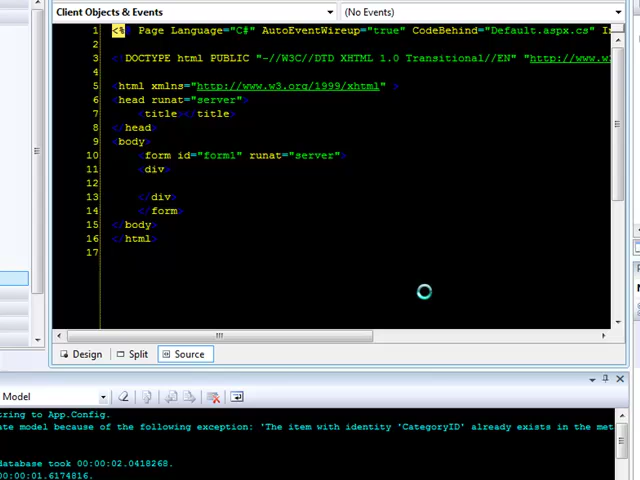 Client Objects & Events
(No Events)
1 <%@ Page Language="C#" AutoEventWireup="true" CodeBehind="Default.aspx.cs" In
2
3 <!DOCTYPE html PUBLIC "-//W3C//DTD XHTML 1.0 Transitional//EN" "http://www.w3
4
5 <html xmlns="http://www.w3.org/1999/xhtml" >
6 <head runat="server">
7 <title></title>
8 </head>
9 <body>
10 <form id="form1" runat="server">
11 <div>
12
13 </div>
14 </form>
15 </body>
16 </html>
17
Design Split Source
Model
tring to App.Config.
ate model because of the following exception: 'The item with identity 'CategoryID' already exists in the met
database took 00:00:02.0418268.
00:00:01.6174816.